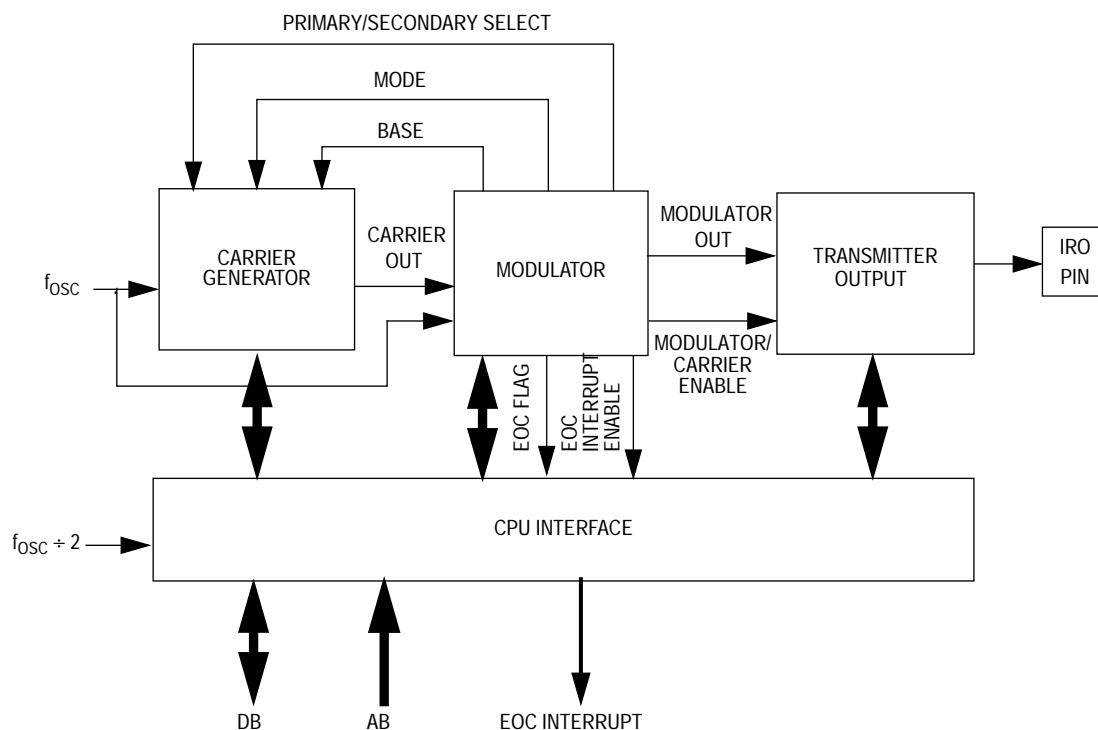 PRIMARY/SECONDARY SELECT
MODE
BASE
CARRIER
GENERATOR
CARRIER
OUT
MODULATOR
MODULATOR
OUT
TRANSMITTER
OUTPUT
IRO
PIN
fOSC
MODULATOR/
CARRIER
ENABLE
EOC FLAG
EOC
INTERRUPT
ENABLE
CPU INTERFACE
fOSC ÷ 2
DB
AB
EOC INTERRUPT